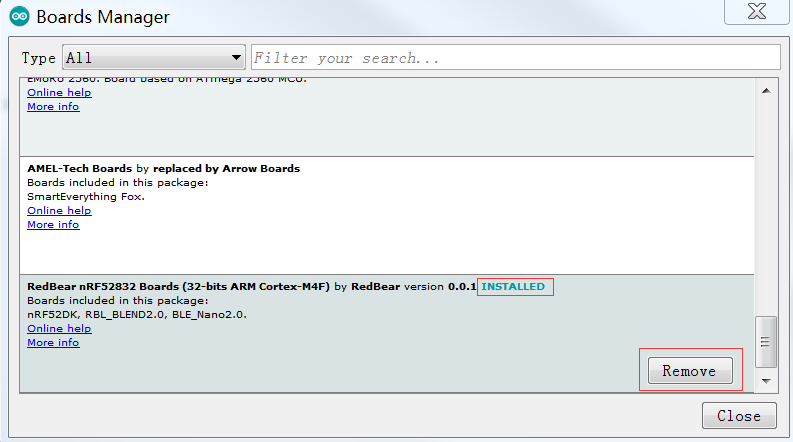 Boards Manager
Type All Filter your search...
EMoRo 2560. Board based on ATmega 2560 MCU.
Online help
More info
AMEL-Tech Boards by replaced by Arrow Boards
Boards included in this package:
SmartEverything Fox.
Online help
More info
RedBear nRF52832 Boards (32-bits ARM Cortex-M4F) by RedBear version 0.0.1 INSTALLED
Boards included in this package:
nRF52DK, RBL_BLEND2.0, BLE_Nano2.0.
Online help
More info
Remove
Close